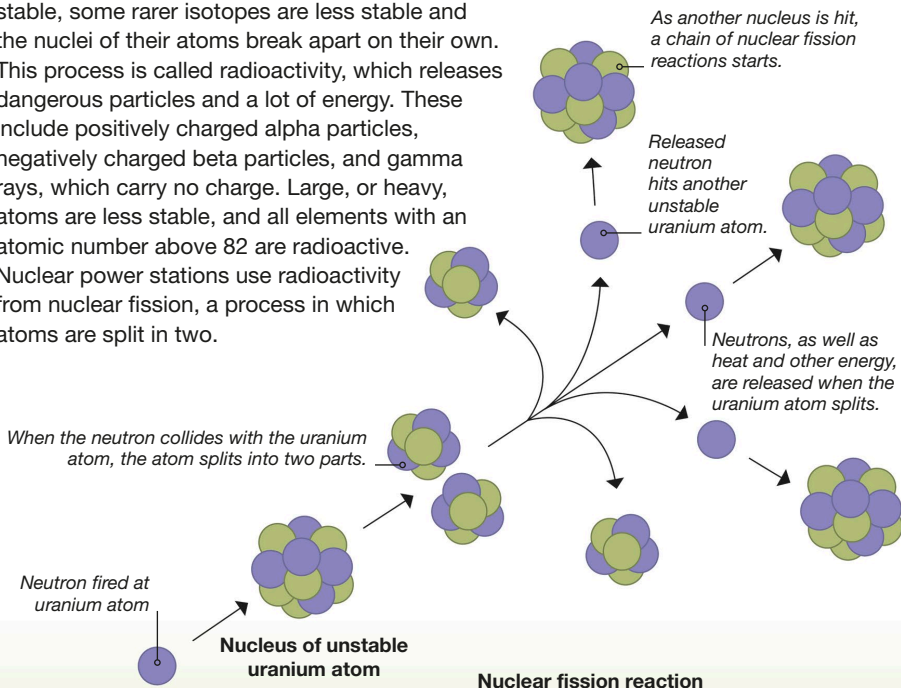 stable, some rarer isotopes are less stable and
the nuclei of their atoms break apart on their own.
This process is called radioactivity, which releases
dangerous particles and a lot of energy. These
include positively charged alpha particles,
negatively charged beta particles, and gamma
rays, which carry no charge. Large, or heavy,
atoms are less stable, and all elements with an
atomic number above 82 are radioactive.
Nuclear power stations use radioactivity
from nuclear fission, a process in which
atoms are split in two.
As another nucleus is hit,
a chain of nuclear fission
reactions starts.
Released
neutron
hits another
unstable
uranium atom.
Neutrons, as well as
heat and other energy,
are released when the
uranium atom splits.
When the neutron collides with the uranium
atom, the atom splits into two parts.
Neutron fired at
uranium atom
Nucleus of unstable
uranium atom
Nuclear fission reaction